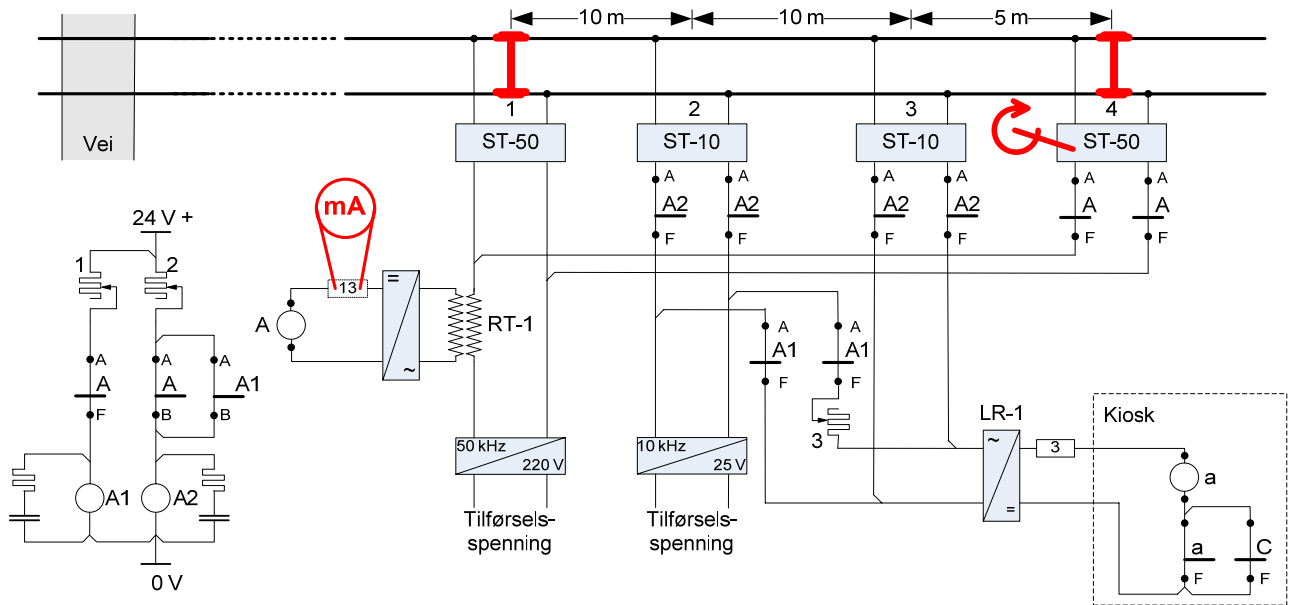 10 m 10 m 5 m
1 2 3 4
Vei ST-50 ST-10 ST-10 ST-50
A A A A A A
A2 A2 A2 A2 A A
F F F F F F
mA
24 V +
1 2
13
A = ~ RT-1
A A A
A A A1
F B B
A A
A1 A1
F F
3
LR-1
Kiosk
~ = 3
a
50 kHz 220 V
10 kHz 25 V
A1 A2
a C
F F
Tilførsels- Tilførsels-
spenning spenning
0 V